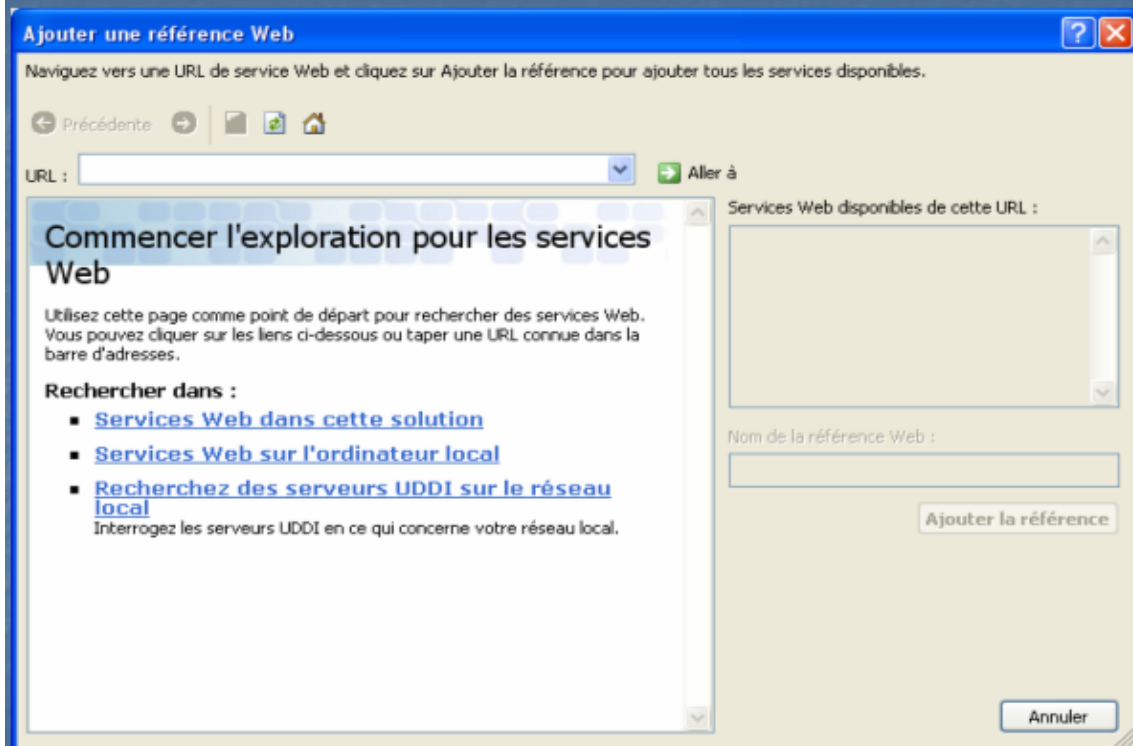 Ajouter une référence Web
Naviguez vers une URL de service Web et cliquez sur Ajouter la référence pour ajouter tous les services disponibles.
Précédente
URL :
Aller à
Commencer l'exploration pour les services
Web
Utilisez cette page comme point de départ pour rechercher des services Web.
Vous pouvez cliquer sur les liens ci-dessous ou taper une URL connue dans la
barre d'adresses.
Rechercher dans :
Services Web dans cette solution
Services Web sur l'ordinateur local
Recherchez des serveurs UDDI sur le réseau
local
Interrogez les serveurs UDDI en ce qui concerne votre réseau local.
Services Web disponibles de cette URL :
Nom de la référence Web :
Ajouter la référence
Annuler